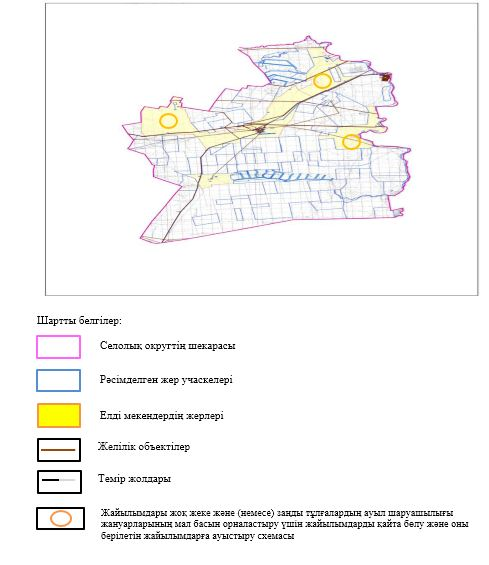 Шартты белгілер:
Селолық округтің шекарасы
Рәсімделген жер учаскелері
Елді мекендердің жерлері
Желілік объектілер
Темір жолдары
Жайылымдары жоқ жеке және (немесе) заңды тұлғалардың ауыл шаруашылығы
жануарларының мал басын орналастыру үшін жайылымдарды қайта бөлу және оны
берілетін жайылымдарға ауыстыру схемасы